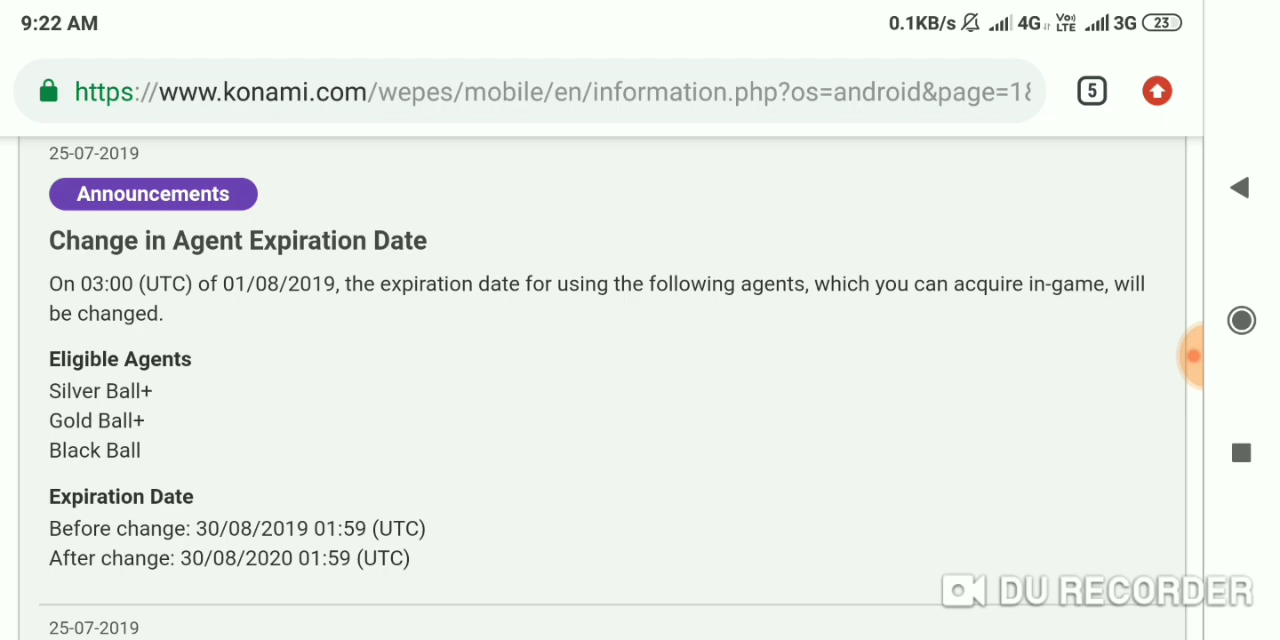 9:22 AM
0.1KB/s 4G Vo) LTE 3G 23
https://www.konami.com/wepes/mobile/en/information.php?os=android&page=18
5
25-07-2019
Announcements
Change in Agent Expiration Date
On 03:00 (UTC) of 01/08/2019, the expiration date for using the following agents, which you can acquire in-game, will
be changed.
Eligible Agents
Silver Ball+
Gold Ball+
Black Ball
Expiration Date
Before change: 30/08/2019 01:59 (UTC)
After change: 30/08/2020 01:59 (UTC)
DU RECORDER
25-07-2019